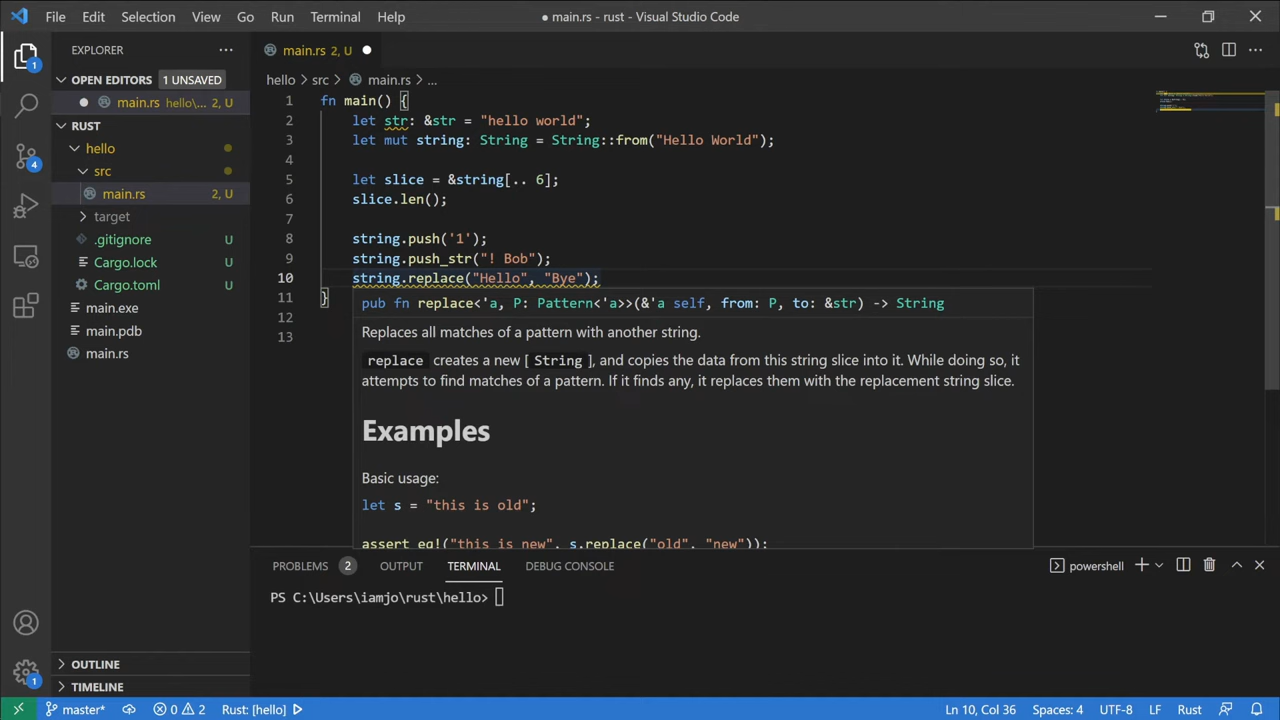 File Edit Selection View Go Run Terminal Help
● main.rs - rust - Visual Studio Code
EXPLORER
OPEN EDITORS 1 UNSAVED
main.rs hello\... 2, U
RUST
hello
src
main.rs 2, U
target
.gitignore U
Cargo.lock U
Cargo.toml U
main.exe
main.pdb
main.rs
OUTLINE
TIMELINE
1
4
1
main.rs 2, U
hello > src > main.rs > ...
1 fn main() {
2 let str: &str = "hello world";
3 let mut string: String = String::from("Hello World");
4
5 let slice = &string[.. 6];
6 slice.len();
7
8 string.push('1');
9 string.push_str("! Bob");
10 string.replace("Hello", "Bye");
11 }
12
13
pub fn replace<'a, P: Pattern<'a>>(&'a self, from: P, to: &str) -> String
Replaces all matches of a pattern with another string.
replace creates a new [ String ], and copies the data from this string slice into it. While doing so, it
attempts to find matches of a pattern. If it finds any, it replaces them with the replacement string slice.
Examples
Basic usage:
let s = "this is old";
assert_eq!("this is new", s.replace("old", "new"));
PROBLEMS 2 OUTPUT TERMINAL DEBUG CONSOLE
powershell
PS C:\Users\iamjo\rust\hello>
master* 0 2 Rust: [hello]
Ln 10, Col 36 Spaces: 4 UTF-8 LF Rust